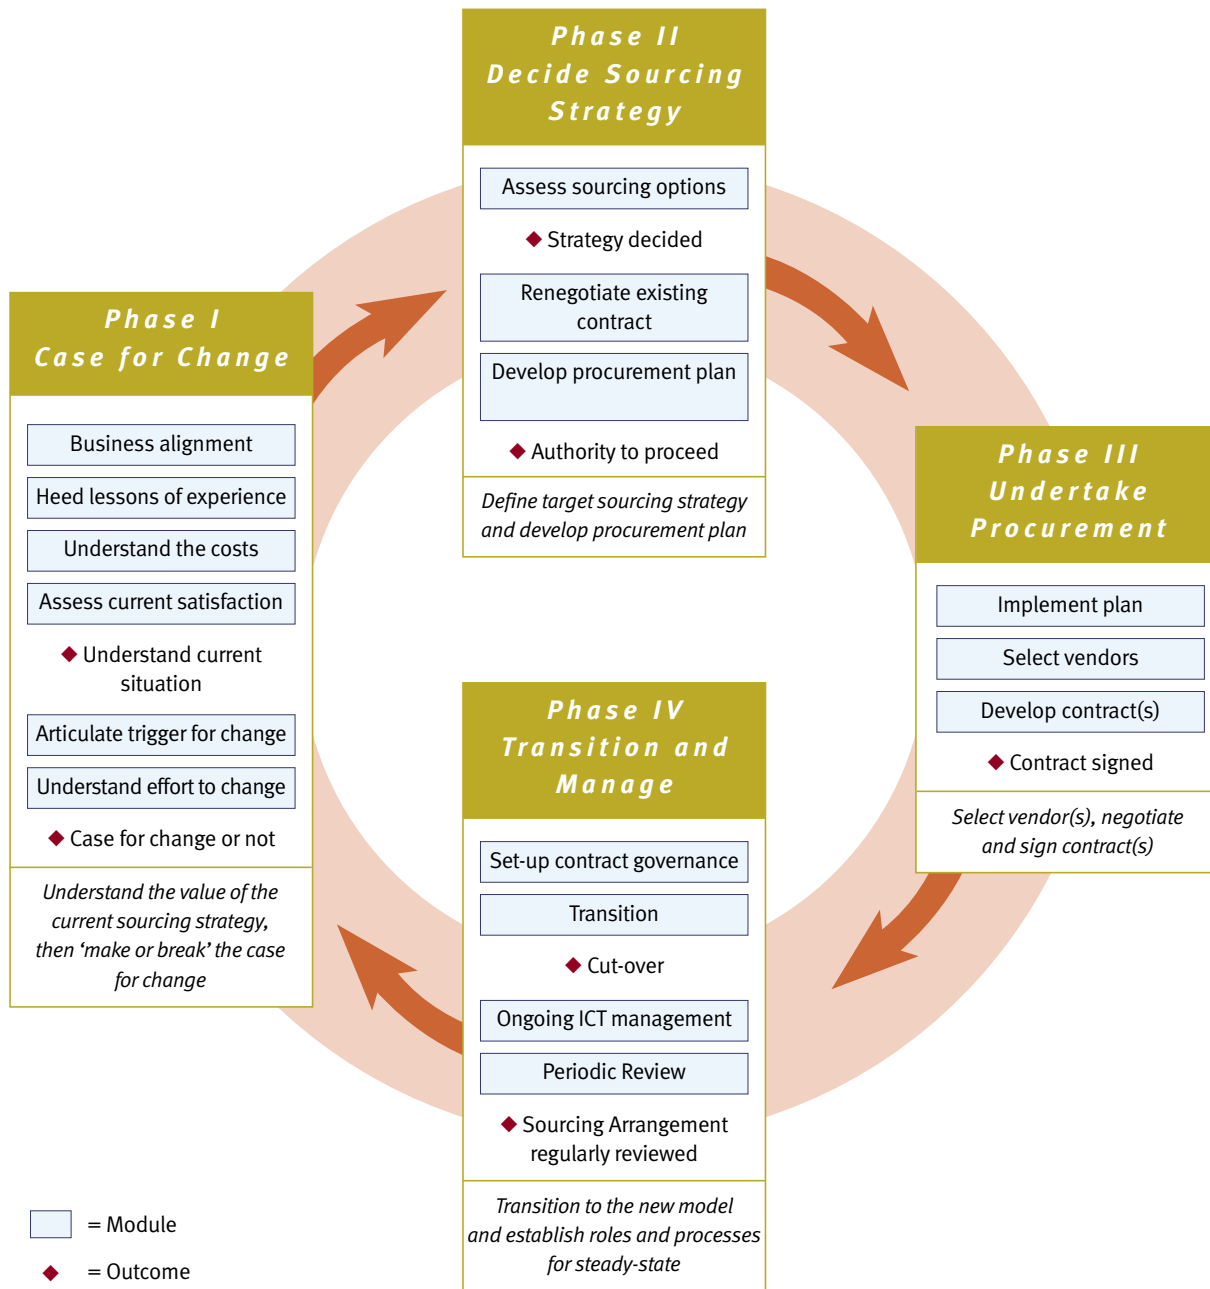 Phase I
Case for Change
Business alignment
Heed lessons of experience
Understand the costs
Assess current satisfaction
Understand current
situation
Articulate trigger for change
Understand effort to change
Case for change or not
Understand the value of the
current sourcing strategy,
then ‘make or break’ the case
for change
Phase II
Decide Sourcing
Strategy
Assess sourcing options
Strategy decided
Renegotiate existing
contract
Develop procurement plan
Authority to proceed
Define target sourcing strategy
and develop procurement plan
Phase III
Undertake
Procurement
Implement plan
Select vendors
Develop contract(s)
Contract signed
Select vendor(s), negotiate
and sign contract(s)
Phase IV
Transition and
Manage
Set-up contract governance
Transition
Cut-over
Ongoing ICT management
Periodic Review
Sourcing Arrangement
regularly reviewed
Transition to the new model
and establish roles and processes
for steady-state
= Module
= Outcome